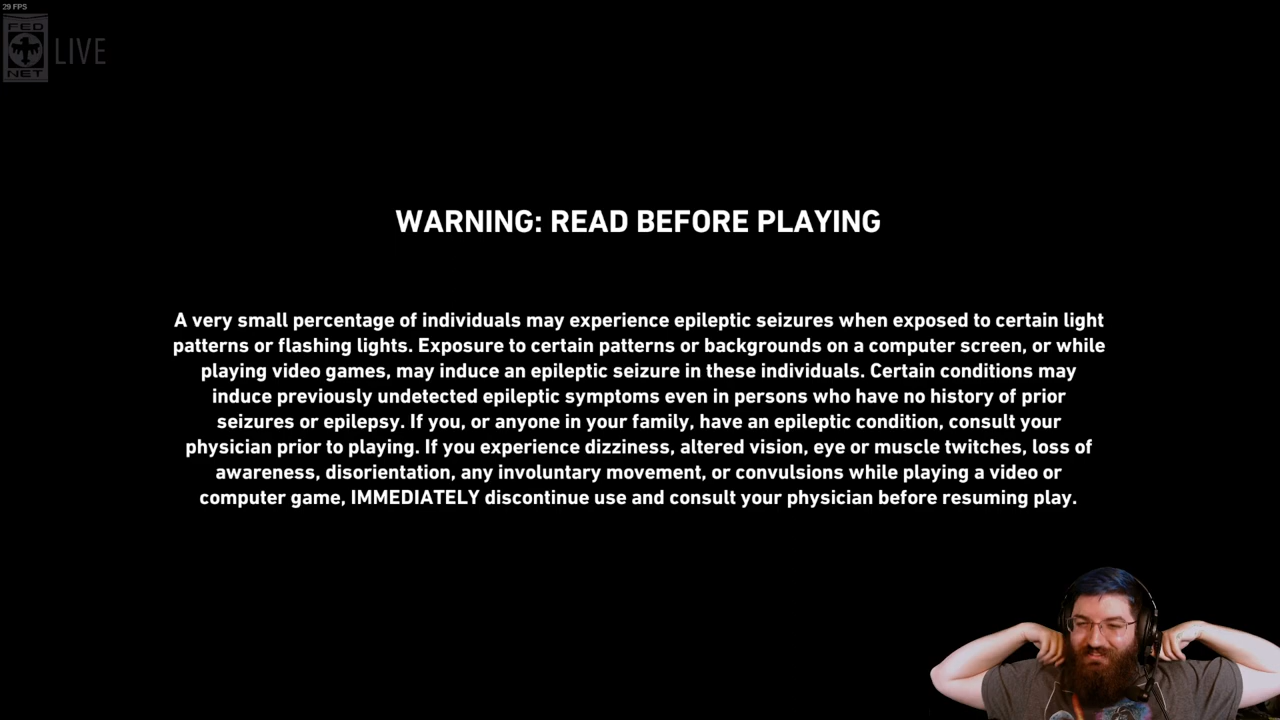 29 FPS
FED
NET
LIVE
WARNING: READ BEFORE PLAYING
A very small percentage of individuals may experience epileptic seizures when exposed to certain light
patterns or flashing lights. Exposure to certain patterns or backgrounds on a computer screen, or while
playing video games, may induce an epileptic seizure in these individuals. Certain conditions may
induce previously undetected epileptic symptoms even in persons who have no history of prior
seizures or epilepsy. If you, or anyone in your family, have an epileptic condition, consult your
physician prior to playing. If you experience dizziness, altered vision, eye or muscle twitches, loss of
awareness, disorientation, any involuntary movement, or convulsions while playing a video or
computer game, IMMEDIATELY discontinue use and consult your physician before resuming play.